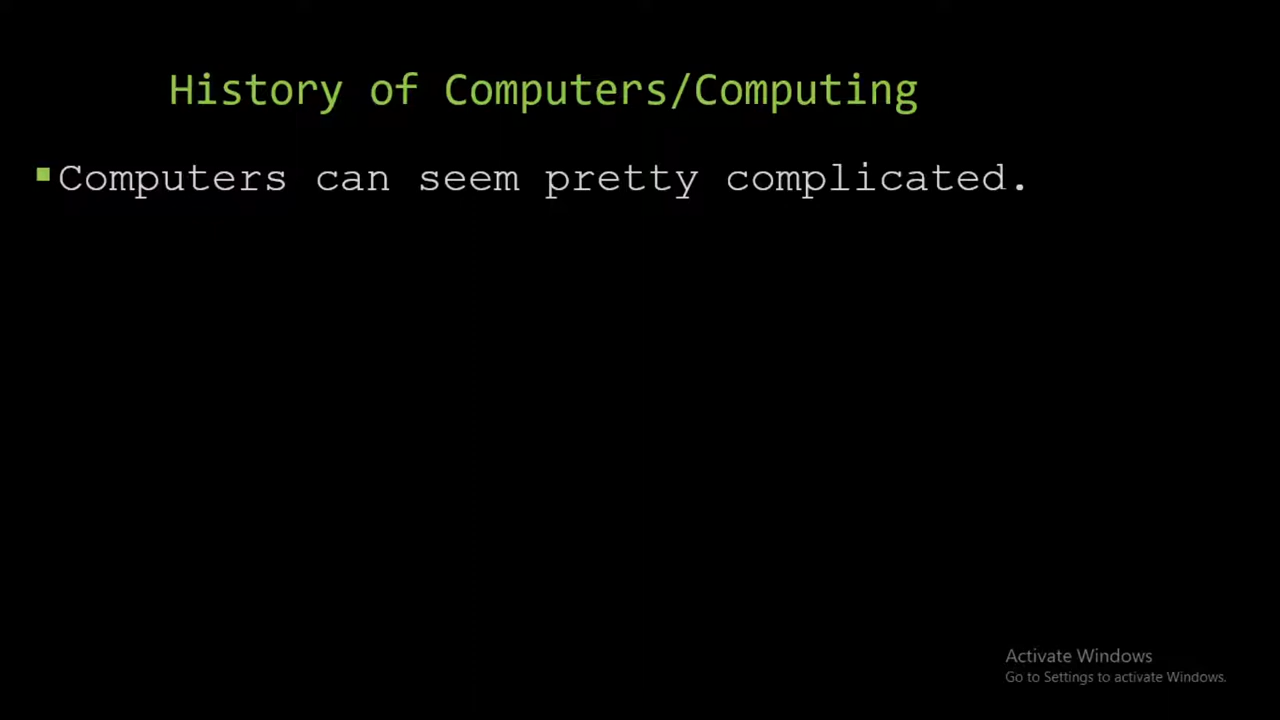 History of Computers/Computing
▪Computers can seem pretty complicated.
Activate Windows
Go to Settings to activate Windows.